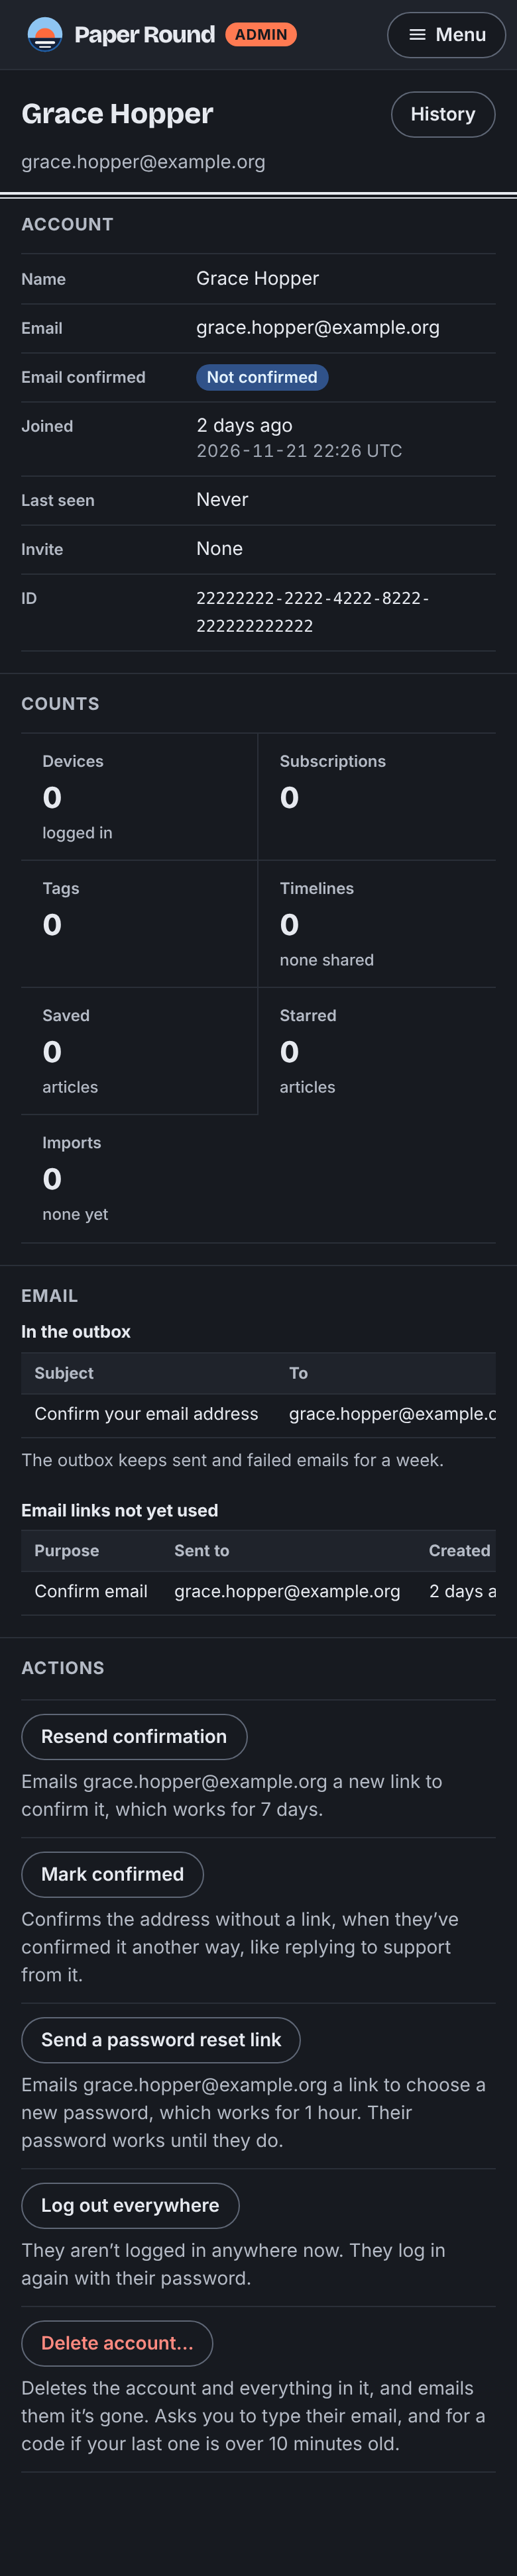 Paper Round ADMIN
Menu
Grace Hopper
History
grace.hopper@example.org
ACCOUNT
Name Grace Hopper
Email grace.hopper@example.org
Email confirmed Not confirmed
Joined 2 days ago
2026-11-21 22:26 UTC
Last seen Never
Invite None
ID 22222222-2222-4222-8222-
222222222222
COUNTS
Devices
0
logged in
Subscriptions
0
Tags
0
Timelines
0
none shared
Saved
0
articles
Starred
0
articles
Imports
0
none yet
EMAIL
In the outbox
Subject To
Confirm your email address grace.hopper@example.o
The outbox keeps sent and failed emails for a week.
Email links not yet used
Purpose Sent to Created
Confirm email grace.hopper@example.org 2 days a
ACTIONS
Resend confirmation
Emails grace.hopper@example.org a new link to
confirm it, which works for 7 days.
Mark confirmed
Confirms the address without a link, when they’ve
confirmed it another way, like replying to support
from it.
Send a password reset link
Emails grace.hopper@example.org a link to choose a
new password, which works for 1 hour. Their
password works until they do.
Log out everywhere
They aren’t logged in anywhere now. They log in
again with their password.
Delete account…
Deletes the account and everything in it, and emails
them it’s gone. Asks you to type their email, and for a
code if your last one is over 10 minutes old.